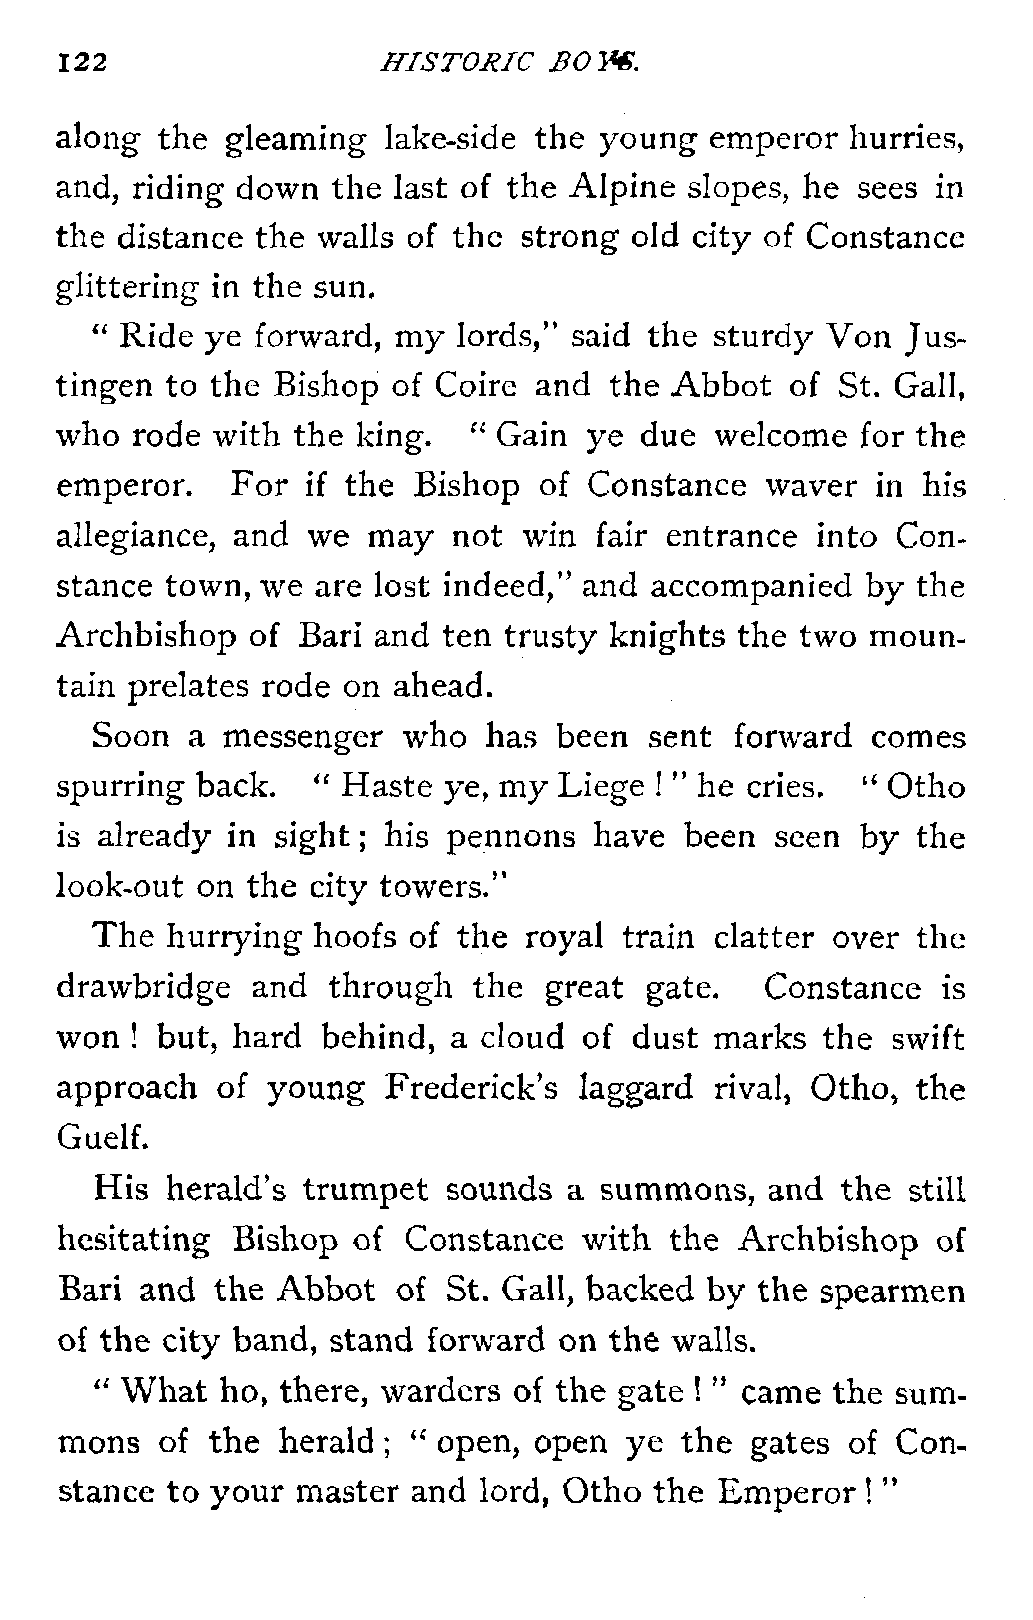 122 HISTORIC BOYS.
along the gleaming lake-side the young emperor hurries,
and, riding down the last of the Alpine slopes, he sees in
the distance the walls of the strong old city of Constance
glittering in the sun.
" Ride ye forward, my lords," said the sturdy Von Jus-
tingen to the Bishop of Coire and the Abbot of St. Gall,
who rode with the king. " Gain ye due welcome for the
emperor. For if the Bishop of Constance waver in his
allegiance, and we may not win fair entrance into Con-
stance town, we are lost indeed," and accompanied by the
Archbishop of Bari and ten trusty knights the two moun-
tain prelates rode on ahead.
Soon a messenger who has been sent forward comes
spurring back. " Haste ye, my Liege ! " he cries. " Otho
is already in sight ; his pennons have been seen by the
look-out on the city towers."
The hurrying hoofs of the royal train clatter over the
drawbridge and through the great gate. Constance is
won ! but, hard behind, a cloud of dust marks the swift
approach of young Frederick's laggard rival, Otho, the
Guelf.
His herald's trumpet sounds a summons, and the still
hesitating Bishop of Constance with the Archbishop of
Bari and the Abbot of St. Gall, backed by the spearmen
of the city band, stand forward on the walls.
" What ho, there, warders of the gate ! " came the sum-
mons of the herald ; " open, open ye the gates of Con-
stance to your master and lord, Otho the Emperor ! "